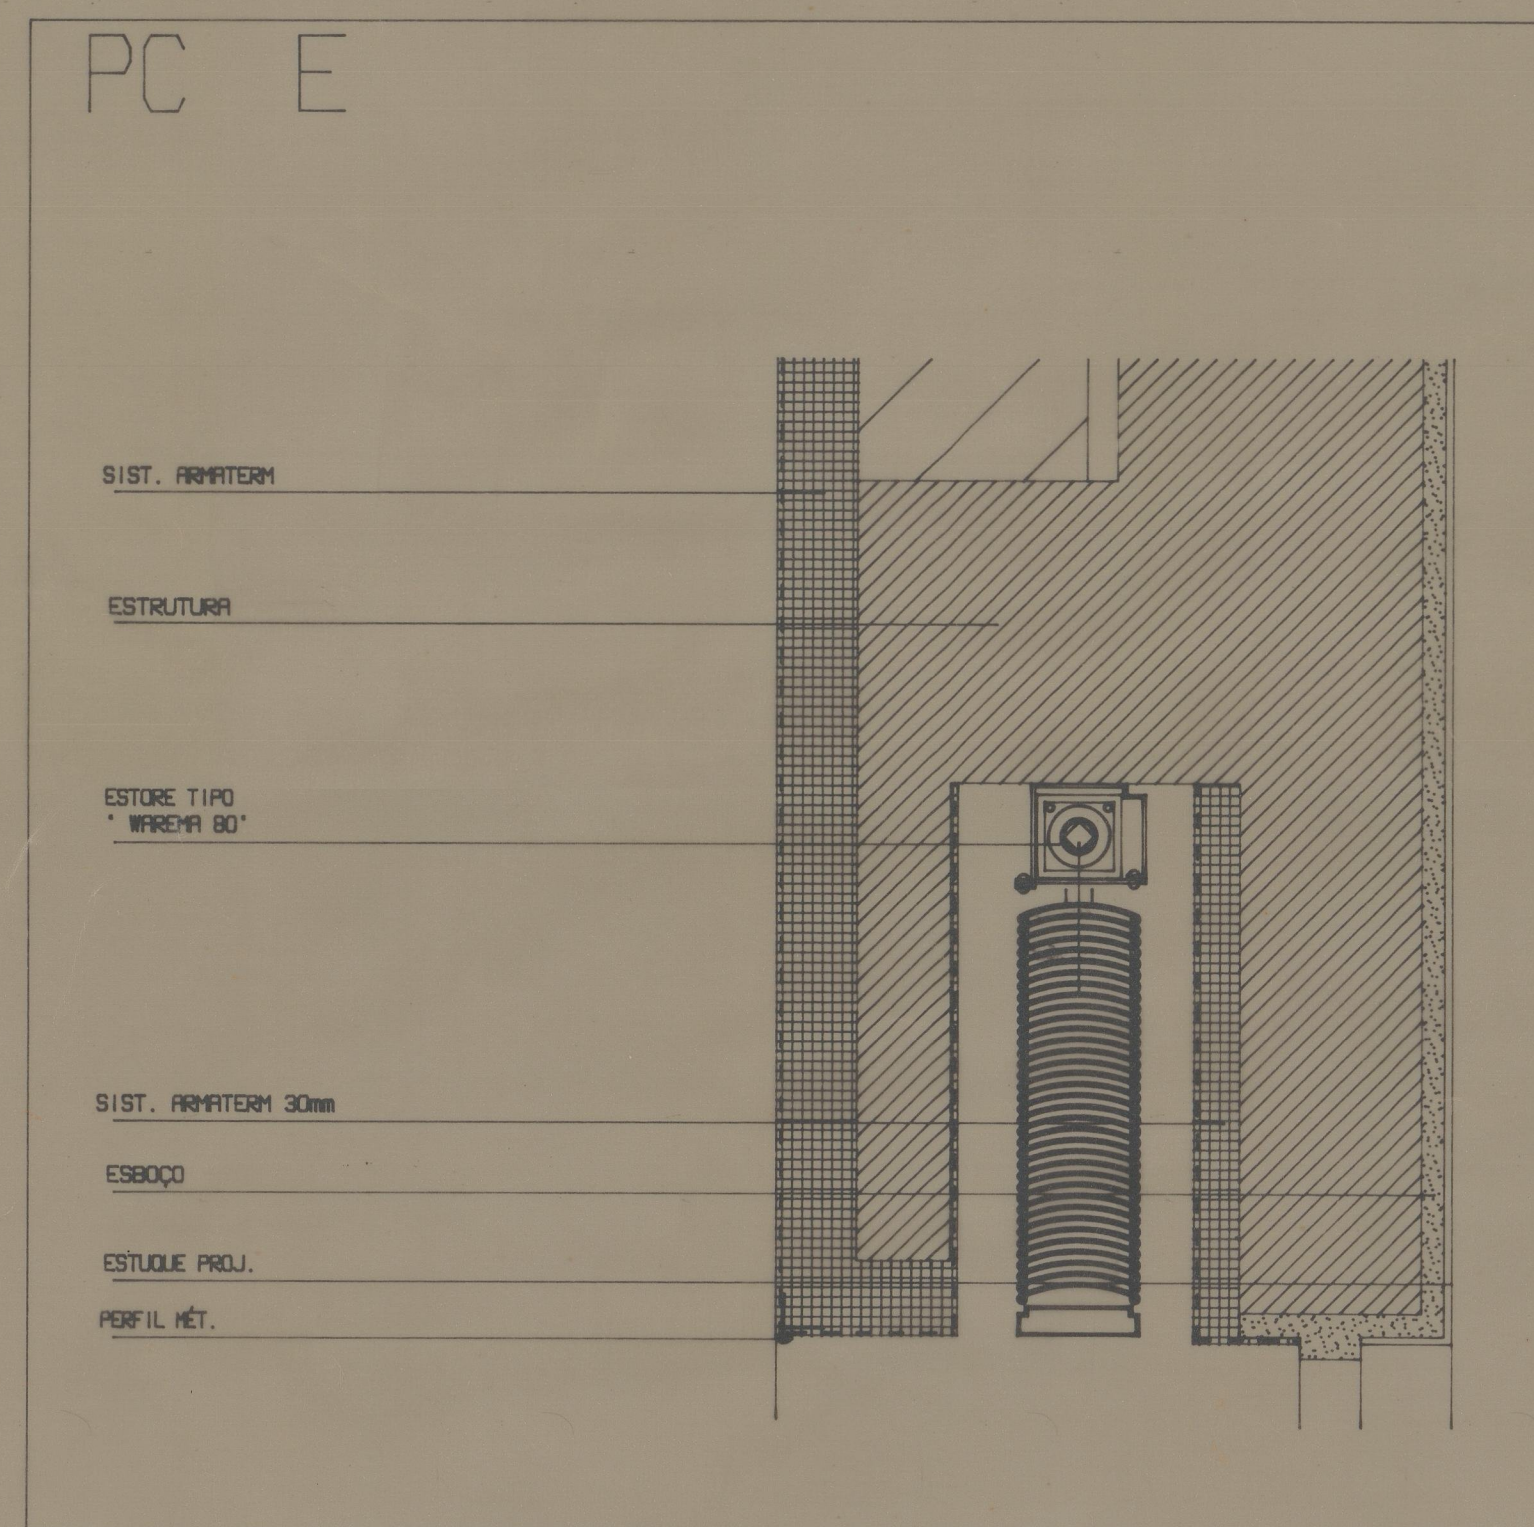 PC E
SIST. ARMATERM
ESTRUTURA
ESTORE TIPO
" WAREMA 80"
SIST. ARMATERM 30mm
ESBOÇO
ESTUQUE PROJ.
PERFIL MÉT.